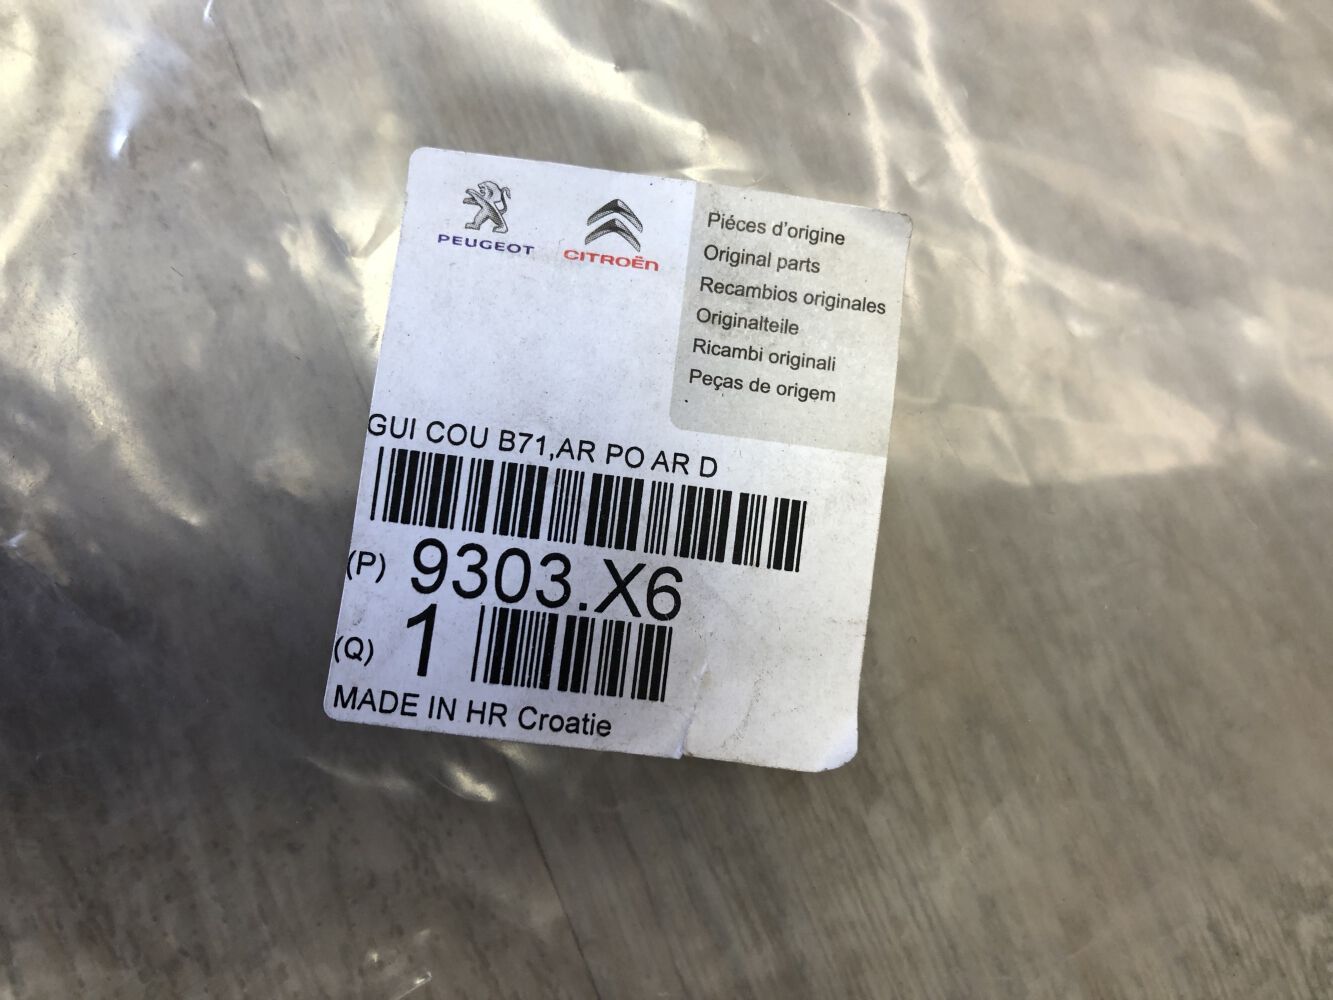 PEUGEOT
CITROËN
Piéces d'origine
Original parts
Recambios originales
Originalteile
Ricambi originali
Peças de origem
GUI COU B71,AR PO AR D
(P) 9303.X6
(Q) 1
MADE IN HR Croatie